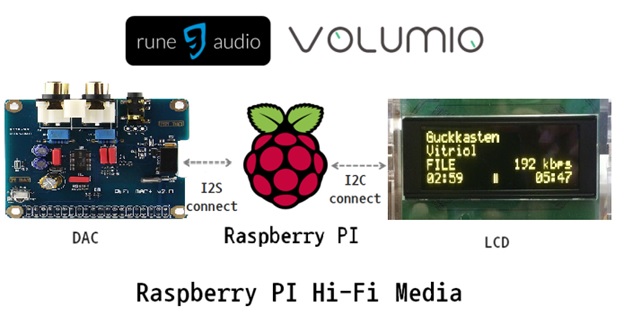 rune audio
VOLUMIO
Guckkasten
Vitriol
FILE 192 kbps
02:59 II 05:47
I2S
connect
I2C
connect
DAC
Raspberry PI
LCD
Raspberry PI Hi-Fi Media